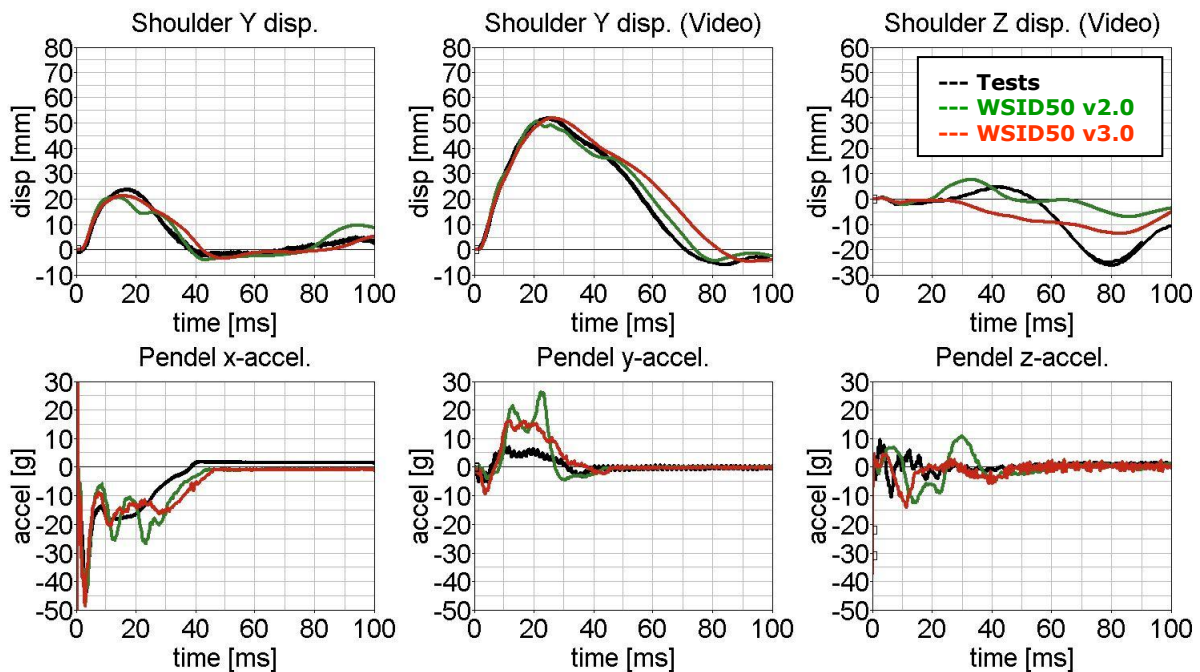 Shoulder Y disp.
Shoulder Y disp. (Video)
Shoulder Z disp. (Video)
disp [mm]
80
70
60
50
40
30
20
10
0
-10
0 20 40 60 80 100
time [ms]
disp [mm]
80
70
60
50
40
30
20
10
0
-10
0 20 40 60 80 100
time [ms]
disp [mm]
60
50
40
30
20
10
0
-10
-20
-30
0 20 40 60 80 100
time [ms]
--- Tests
--- WSID50 v2.0
--- WSID50 v3.0
Pendel x-accel.
Pendel y-accel.
Pendel z-accel.
accel [g]
30
20
10
0
-10
-20
-30
-40
-50
0 20 40 60 80 100
time [ms]
accel [g]
30
20
10
0
-10
-20
-30
-40
-50
0 20 40 60 80 100
time [ms]
accel [g]
30
20
10
0
-10
-20
-30
-40
-50
0 20 40 60 80 100
time [ms]